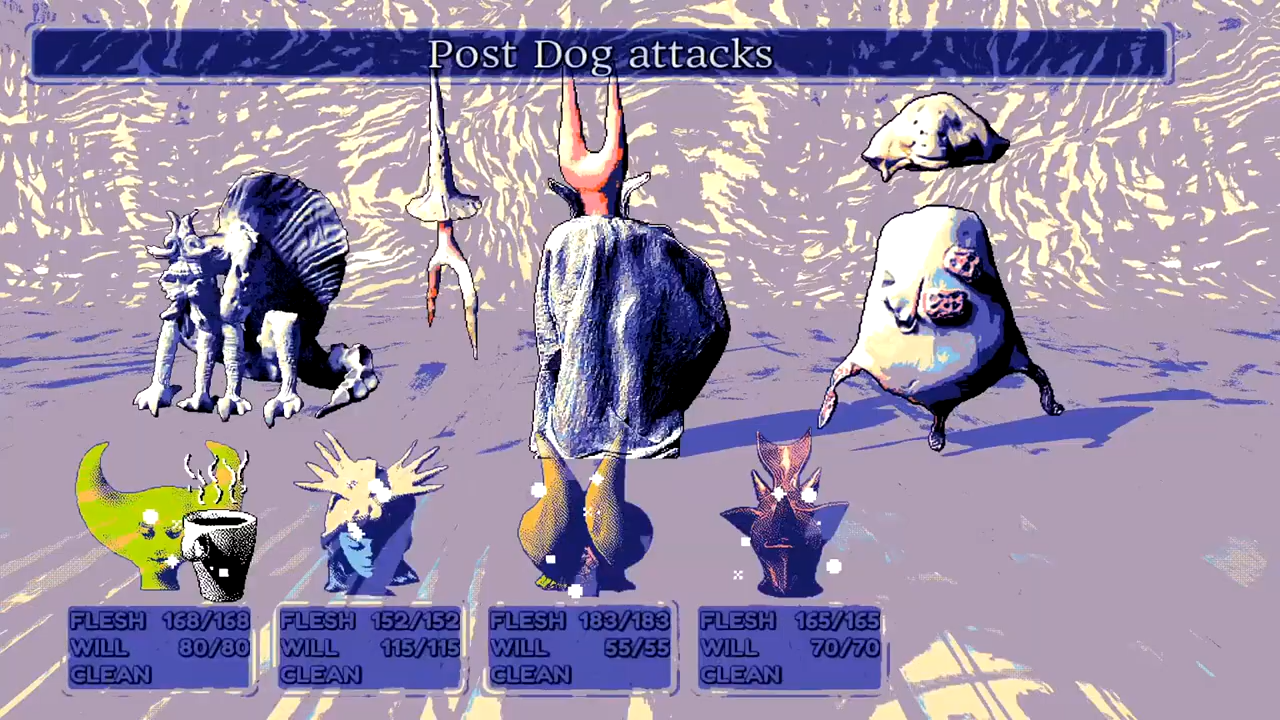 Post Dog attacks
FLESH 168/168 FLESH 152/152 FLESH 183/183 FLESH 165/165
WILL 80/80 WILL 115/115 WILL 55/55 WILL 70/70
CLEAN CLEAN CLEAN CLEAN